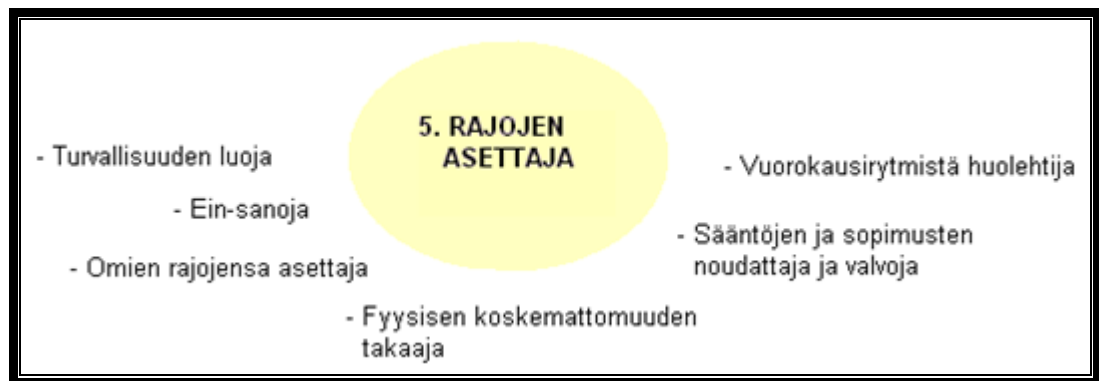 5. RAJOJEN
ASETTAJA
- Turvallisuuden luoja
- Ein-sanoja
- Omien rajojensa asettaja
- Fyysisen koskemattomuuden
takaaja
- Vuorokausirytmistä huolehtija
- Sääntöjen ja sopimusten
noudattaja ja valvoja